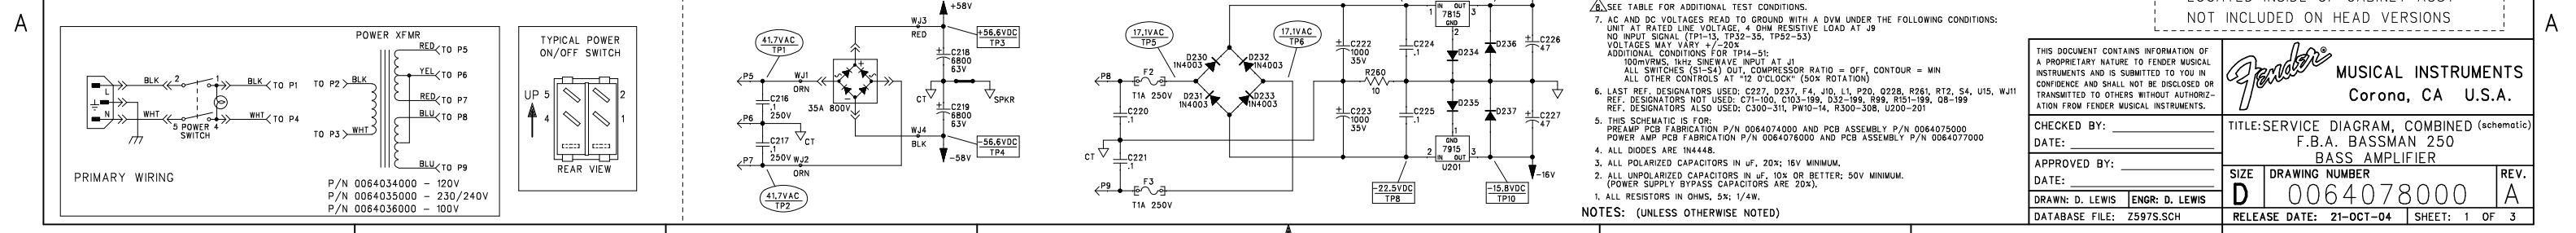 A
POWER XFMR
RED
TO P5
YEL
TO P6
RED
TO P7
BLU
TO P8
BLU
TO P9
L
N
BLK
2
1
BLK
TO P1
TO P2
BLK
WHT
5
POWER
SWITCH
4
WHT
TO P4
TO P3
WHT
PRIMARY WIRING
P/N 0064034000 - 120V
P/N 0064035000 - 230/240V
P/N 0064036000 - 100V
TYPICAL POWER
ON/OFF SWITCH
UP
5
2
4
1
REAR VIEW
41.7VAC
TP1
P5
WJ1
ORN
C216
.1
250V
P6
CT
C217
.1
250V
P7
WJ2
ORN
41.7VAC
TP2
35A 800V
+
-
WJ3
RED
WJ4
BLK
+58V
+56.6VDC
TP3
C218
6800
63V
CT
SPKR
C219
6800
63V
-56.6VDC
TP4
-58V
17.1VAC
TP5
P8
F2
T1A 250V
C220
.1
CT
C221
.1
P9
F3
T1A 250V
D230
1N4003
D232
1N4003
D231
1N4003
D233
1N4003
17.1VAC
TP6
C222
1000
35V
C223
1000
35V
R260
10
C224
.1
C225
.1
-22.5VDC
TP8
IN OUT
1
7815
3
GND
2
D234
D235
D236
D237
C226
47
C227
47
1
GND
2
7915
3
IN OUT
U201
-15.8VDC
TP10
-16V
8. SEE TABLE FOR ADDITIONAL TEST CONDITIONS.
7. AC AND DC VOLTAGES READ TO GROUND WITH A DVM UNDER THE FOLLOWING CONDITIONS:
UNIT AT RATED LINE VOLTAGE, 4 OHM RESISTIVE LOAD AT J9
NO INPUT SIGNAL (TP1-13, TP32-35, TP52-53)
VOLTAGES MAY VARY +/-20%
ADDITIONAL CONDITIONS FOR TP14-51:
100mVRMS, 1kHz SINEWAVE INPUT AT J1
ALL SWITCHES (S1-S4) OUT, COMPRESSOR RATIO = OFF, CONTOUR = MIN
ALL OTHER CONTROLS AT "12 O'CLOCK" (50% ROTATION)
6. LAST REF. DESIGNATORS USED: C227, D237, F4, J10, L1, P20, Q228, R261, RT2, S4, U15, WJ11
REF. DESIGNATORS NOT USED: C71-100, C103-199, D32-199, R99, R151-199, Q8-199
REF. DESIGNATORS ALSO USED: C300-311, PW10-14, R300-308, U200-201
5. THIS SCHEMATIC IS FOR:
PREAMP PCB FABRICATION P/N 0064074000 AND PCB ASSEMBLY P/N 0064075000
POWER AMP PCB FABRICATION P/N 0064076000 AND PCB ASSEMBLY P/N 0064077000
4. ALL DIODES ARE 1N4448.
3. ALL POLARIZED CAPACITORS IN uF, 20%; 16V MINIMUM.
2. ALL UNPOLARIZED CAPACITORS IN uF, 10% OR BETTER; 50V MINIMUM.
(POWER SUPPLY BYPASS CAPACITORS ARE 20%).
1. ALL RESISTORS IN OHMS, 5%; 1/4W.
NOTES: (UNLESS OTHERWISE NOTED)
NOT INCLUDED ON HEAD VERSIONS
A
THIS DOCUMENT CONTAINS INFORMATION OF
A PROPRIETARY NATURE TO FENDER MUSICAL
INSTRUMENTS AND IS SUBMITTED TO YOU IN
CONFIDENCE AND SHALL NOT BE DISCLOSED OR
TRANSMITTED TO OTHERS WITHOUT AUTHORIZ-
ATION FROM FENDER MUSICAL INSTRUMENTS.
Fender®
MUSICAL INSTRUMENTS
Corona, CA U.S.A.
CHECKED BY:
DATE:
APPROVED BY:
DATE:
DRAWN: D. LEWIS
ENGR: D. LEWIS
DATABASE FILE: Z597S.SCH
TITLE: SERVICE DIAGRAM, COMBINED (schematic)
F.B.A. BASSMAN 250
BASS AMPLIFIER
SIZE
D
DRAWING NUMBER
0064078000
REV.
A
RELEASE DATE: 21-OCT-04
SHEET: 1 OF 3